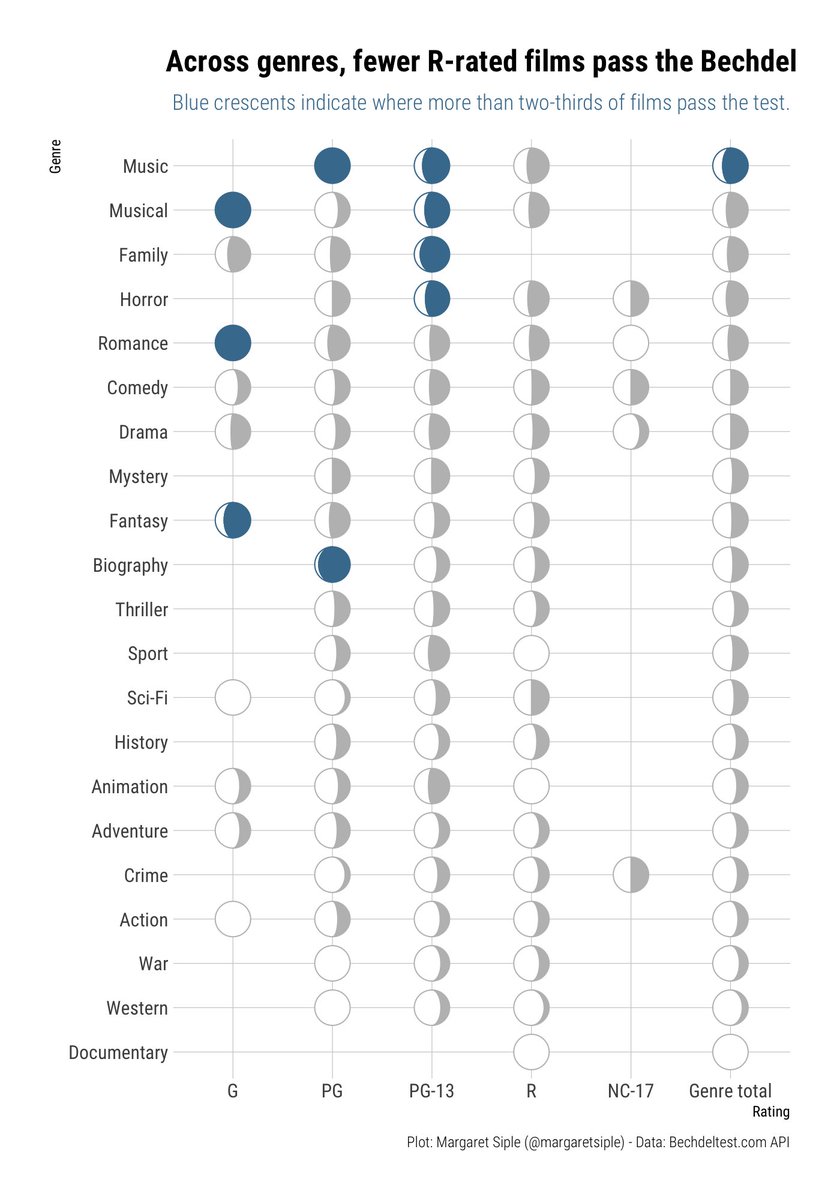 Across genres, fewer R-rated films pass the Bechdel
Blue crescents indicate where more than two-thirds of films pass the test.
Genre
Music
Musical
Family
Horror
Romance
Comedy
Drama
Mystery
Fantasy
Biography
Thriller
Sport
Sci-Fi
History
Animation
Adventure
Crime
Action
War
Western
Documentary
G PG PG-13 R NC-17 Genre total
Rating
Plot: Margaret Siple (@margaretsiple) - Data: Bechdeltest.com API